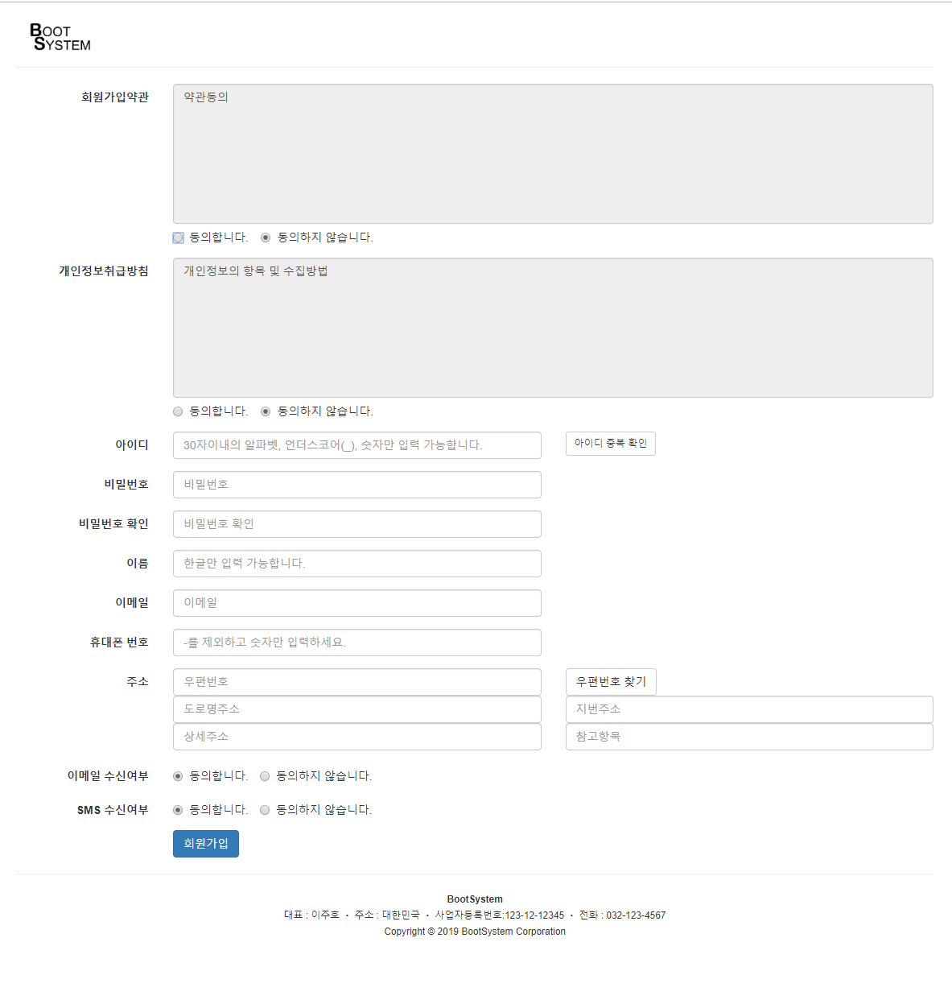 BOOT
SYSTEM
회원가입약관
약관동의
동의합니다. 동의하지 않습니다.
개인정보취급방침
개인정보의 항목 및 수집방법
동의합니다. 동의하지 않습니다.
아이디 30자이내의 알파벳, 언더스코어(_), 숫자만 입력 가능합니다. 아이디 중복 확인
비밀번호 비밀번호
비밀번호 확인 비밀번호 확인
이름 한글만 입력 가능합니다.
이메일 이메일
휴대폰 번호 -를 제외하고 숫자만 입력하세요.
주소 우편번호 우편번호 찾기
도로명주소 지번주소
상세주소 참고항목
이메일 수신여부 동의합니다. 동의하지 않습니다.
SMS 수신여부 동의합니다. 동의하지 않습니다.
회원가입
BootSystem
대표 : 이주호 ・ 주소 : 대한민국 ・ 사업자등록번호:123-12-12345 ・ 전화 : 032-123-4567
Copyright © 2019 BootSystem Corporation